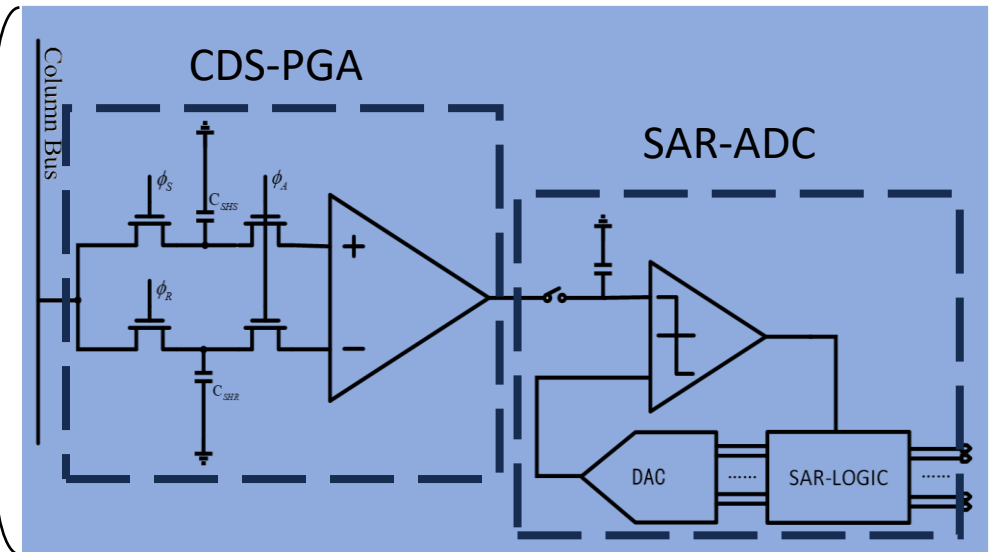 Column Bus
CDS-PGA
SAR-ADC
ϕS
CSHS
ϕA
ϕR
+
−
CSHR
DAC
......
SAR-LOGIC
......